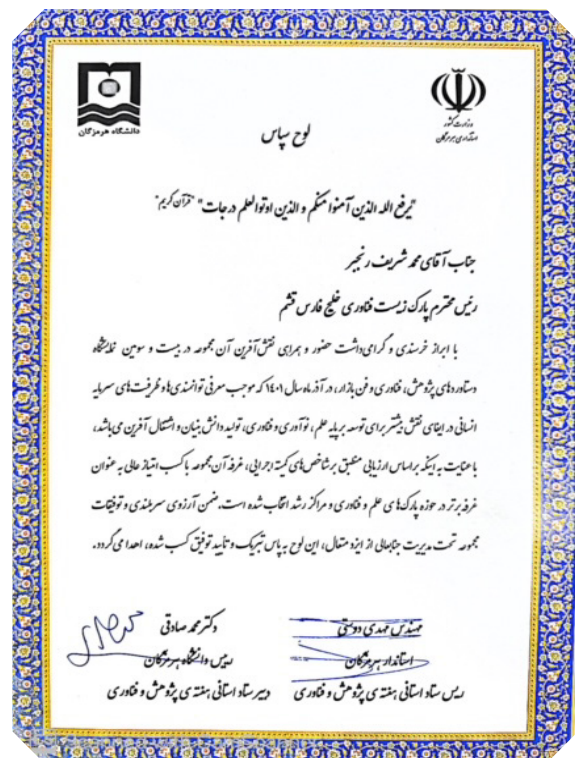 دانشگاه هرمزگان
وزارت کشور
استانداری هرمزگان
لوح سپاس
"یرفع الله الذین آمنوا منکم و الذین اوتوالعلم درجات" "قرآن کریم"
جناب آقای محمد شریف رنجبر
رئیس محترم پارک زیست فناوری خلیج فارس قشم
با ابراز خرسندی و گرامی‌داشت حضور و همراهی نقش‌آفرین آن مجموعه در بیست و سومین نمایشگاه
دستاوردهای پژوهش، فناوری و فن بازار، در آذرماه سال ۱۴۰۱ که موجب معرفی توانمندی‌ها و ظرفیت‌های سرمایه
انسانی در ایفای نقش بیشتر برای توسعه بر پایه علم، نوآوری و فناوری، تولید دانش بنیان و اشتغال آفرین می‌باشد،
با عنایت به اینکه براساس ارزیابی منطبق بر شاخص‌های کمیته اجرایی، غرفه آن مجموعه با کسب امتیاز عالی به عنوان
غرفه برتر در حوزه پارک‌های علم و فناوری و مراکز رشد انتخاب شده است. ضمن آرزوی سربلندی و توفیقات
مجموعه تحت مدیریت جنابعالی از ایزد متعال، این لوح به پاس تبریک و تأیید توفیق کسب شده، اهدا می‌گردد.
مهندس مهدی دوستی
استاندار هرمزگان
ریس ستاد استانی هفته ی پژوهش و فناوری
دکتر محمد صادقی
رییس دانشگاه هرمزگان
دبیر ستاد استانی هفته ی پژوهش و فناوری